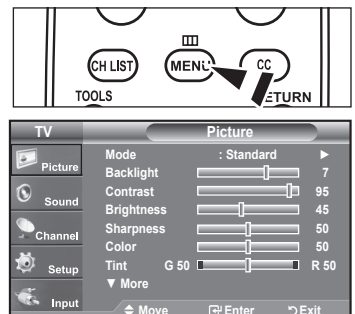 CH LIST MENU CC
TOOLS ETURN
TV Picture
Mode : Standard ►
Picture
Backlight 7
Contrast 95
Sound
Brightness 45
Sharpness 50
Channel
Color 50
Setup
Tint G 50 R 50
▼ More
Input
Move Enter Exit